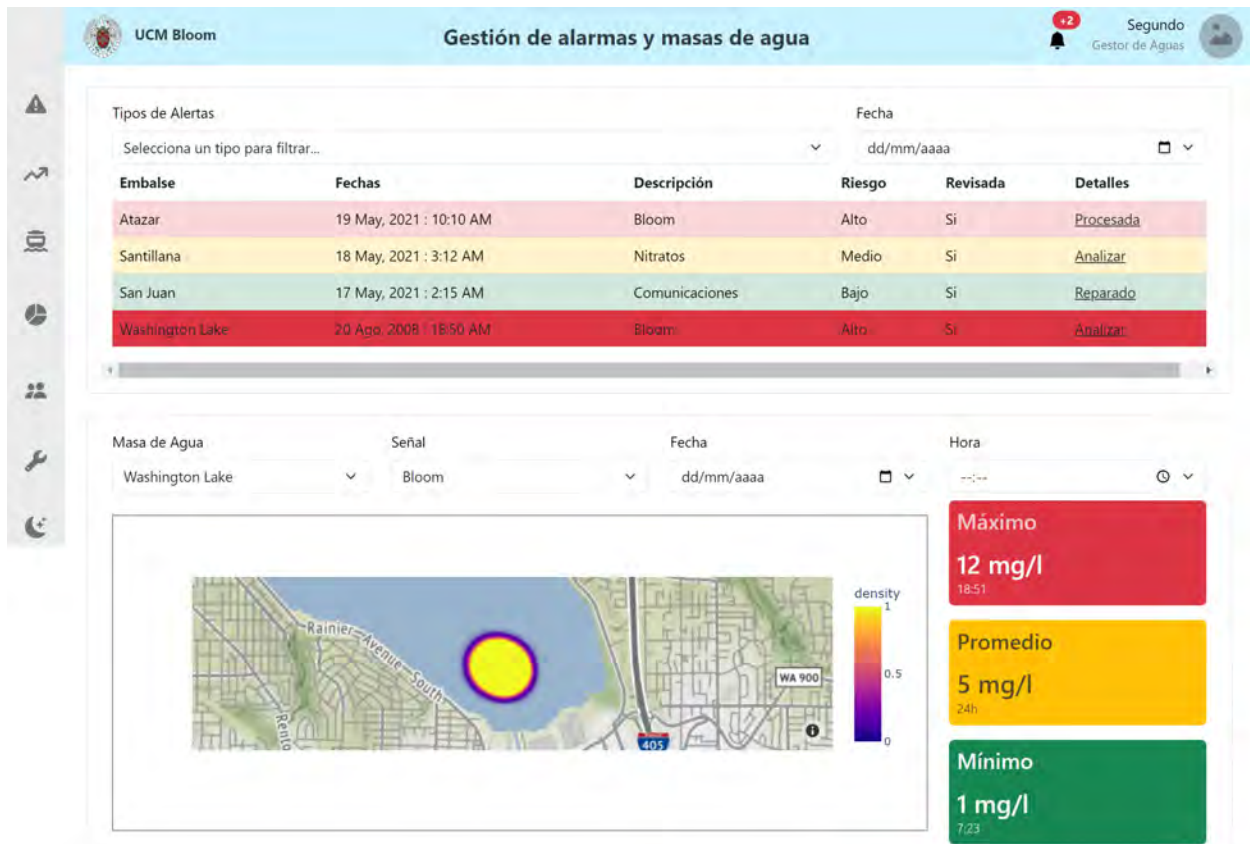 UCM Bloom Gestión de alarmas y masas de agua +2 Segundo
Gestor de Aguas
Tipos de Alertas Fecha
Selecciona un tipo para filtrar... dd/mm/aaaa
Embalse Fechas Descripción Riesgo Revisada Detalles
Atazar 19 May, 2021 : 10:10 AM Bloom Alto Si Procesada
Santillana 18 May, 2021 : 3:12 AM Nitratos Medio Si Analizar
San Juan 17 May, 2021 : 2:15 AM Comunicaciones Bajo Si Reparado
Washington Lake 20 Ago, 2008 : 18:50 AM Bloom Alto Si Analizar
Masa de Agua Señal Fecha Hora
Washington Lake Bloom dd/mm/aaaa --:--
Máximo
12 mg/l
18:51
Promedio
5 mg/l
24h
Mínimo
1 mg/l
7:23
Rainier Avenue South
Rento
WA 900
405
density
1
0.5
0